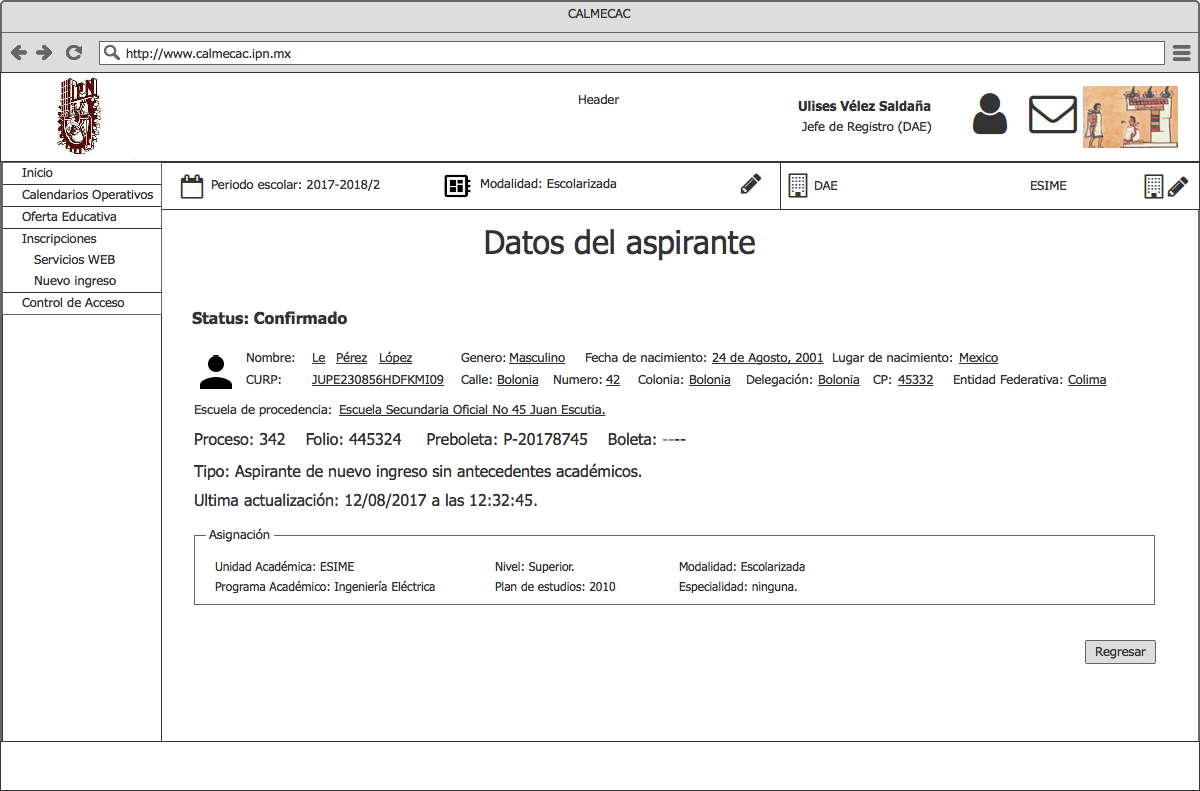 CALMECAC
http://www.calmecac.ipn.mx
IPN
Header
Ulises Vélez Saldaña
Jefe de Registro (DAE)
Inicio
Calendarios Operativos
Oferta Educativa
Inscripciones
Servicios WEB
Nuevo ingreso
Control de Acceso
Periodo escolar: 2017-2018/2 Modalidad: Escolarizada DAE ESIME
Datos del aspirante
Status: Confirmado
Nombre: Le Pérez López Genero: Masculino Fecha de nacimiento: 24 de Agosto, 2001 Lugar de nacimiento: Mexico
CURP: JUPE230856HDFKMI09 Calle: Bolonia Numero: 42 Colonia: Bolonia Delegación: Bolonia CP: 45332 Entidad Federativa: Colima
Escuela de procedencia: Escuela Secundaria Oficial No 45 Juan Escutia.
Proceso: 342 Folio: 445324 Preboleta: P-20178745 Boleta: ----
Tipo: Aspirante de nuevo ingreso sin antecedentes académicos.
Ultima actualización: 12/08/2017 a las 12:32:45.
Asignación
Unidad Académica: ESIME Nivel: Superior. Modalidad: Escolarizada
Programa Académico: Ingeniería Eléctrica Plan de estudios: 2010 Especialidad: ninguna.
Regresar